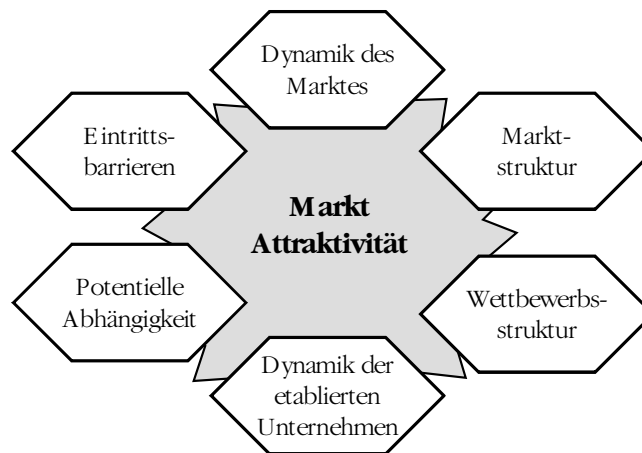 Dynamik des
Marktes
Eintritts-
barrieren
Markt-
struktur
Markt
Attraktivität
Potentielle
Abhängigkeit
Wettbewerbs-
struktur
Dynamik der
etablierten
Unternehmen